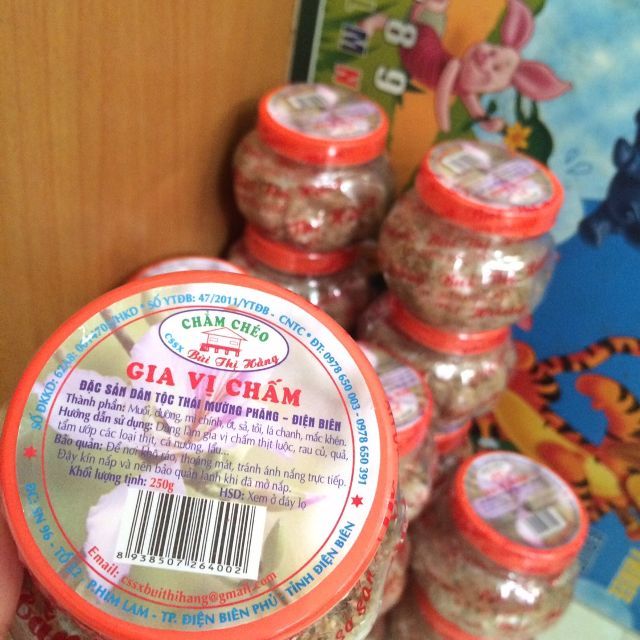 CHẲM CHÉO
CSSX Bùi Thị Hằng
GIA VỊ CHẤM
ĐẶC SẢN DÂN TỘC THÁI MƯỜNG PHĂNG - ĐIỆN BIÊN
Thành phần: Muối, đường, mì chính, ớt, sả, tỏi, lá chanh, mắc khén.
Hướng dẫn sử dụng: Dùng làm gia vị chấm thịt luộc, rau củ, quả,
tẩm ướp các loại thịt, cá nướng, lẩu...
Bảo quản: Để nơi khô ráo, thoáng mát, tránh ánh nắng trực tiếp.
Đậy kín nắp và nên bảo quản lạnh khi đã mở nắp.
Khối lượng tịnh: 250g
HSD: Xem ở đáy lọ
8 938507 264002
Email: cssxbuithihang@gmail.com
SỐ YTĐB: 47/2011/YTĐB - CNTC • ĐT: 0978 650 003 - 0978 650 391
P.HIM LAM - TP. ĐIỆN BIÊN PHỦ - TỈNH ĐIỆN BIÊN
L M N
8 9